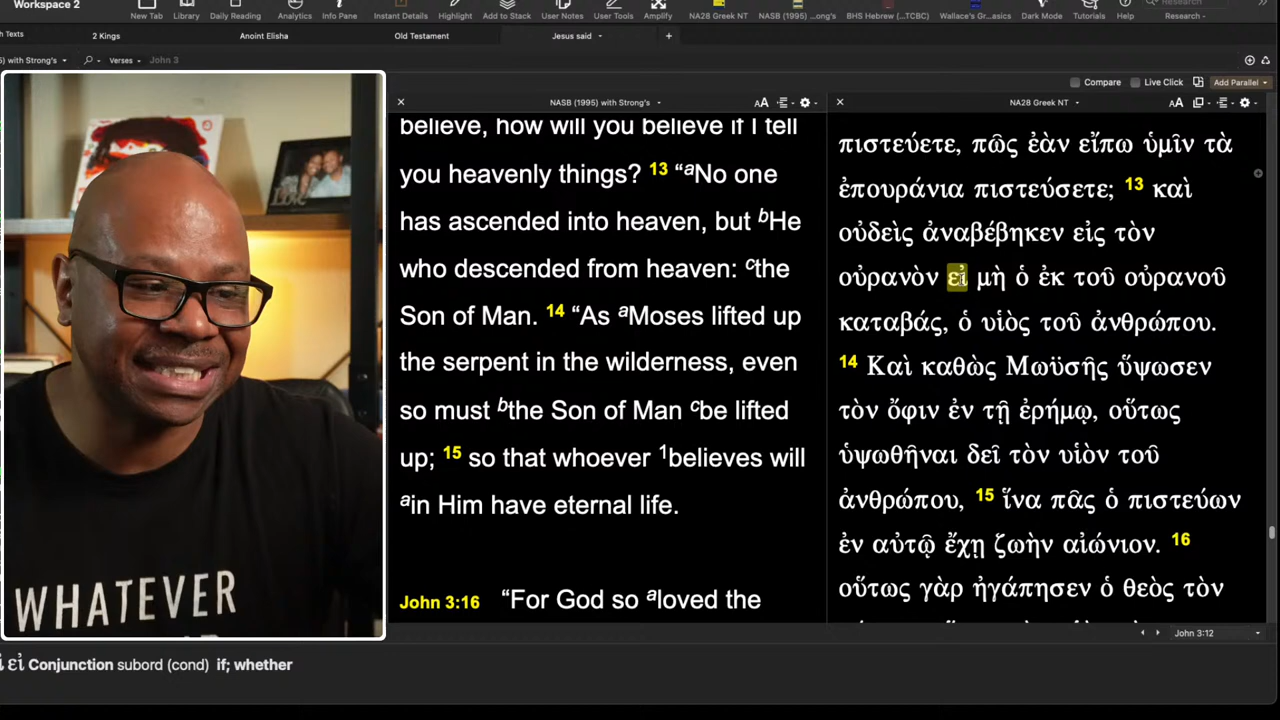 Workspace 2
New Tab Library Daily Reading Analytics Info Pane Instant Details Highlight Add to Stack User Notes User Tools Amplify NA28 Greek NT NASB (1995) ...ong's BHS Hebrew (...TCBC) Wallace's Gr...asics Dark Mode Tutorials Help Research
h Texts 2 Kings Anoint Elisha Old Testament Jesus said +
) with Strong's Verses John 3
Compare Live Click Add Parallel
NASB (1995) with Strong's AA
believe, how will you believe if I tell
you heavenly things? 13 “aNo one
has ascended into heaven, but bHe
who descended from heaven: cthe
Son of Man. 14 “As aMoses lifted up
the serpent in the wilderness, even
so must bthe Son of Man cbe lifted
up; 15 so that whoever 1believes will
ain Him have eternal life.
John 3:16 “For God so aloved the
NA28 Greek NT AA
πιστεύετε, πῶς ἐὰν εἴπω ὑμῖν τὰ
ἐπουράνια πιστεύσετε; 13 καὶ
οὐδεὶς ἀναβέβηκεν εἰς τὸν
οὐρανὸν εἰ μὴ ὁ ἐκ τοῦ οὐρανοῦ
καταβάς, ὁ υἱὸς τοῦ ἀνθρώπου.
14 Καὶ καθὼς Μωϋσῆς ὕψωσεν
τὸν ὄφιν ἐν τῇ ἐρήμῳ, οὕτως
ὑψωθῆναι δεῖ τὸν υἱὸν τοῦ
ἀνθρώπου, 15 ἵνα πᾶς ὁ πιστεύων
ἐν αὐτῷ ἔχῃ ζωὴν αἰώνιον. 16
οὕτως γὰρ ἠγάπησεν ὁ θεὸς τὸν
John 3:12
WHATEVER
εἰ Conjunction subord (cond) if; whether